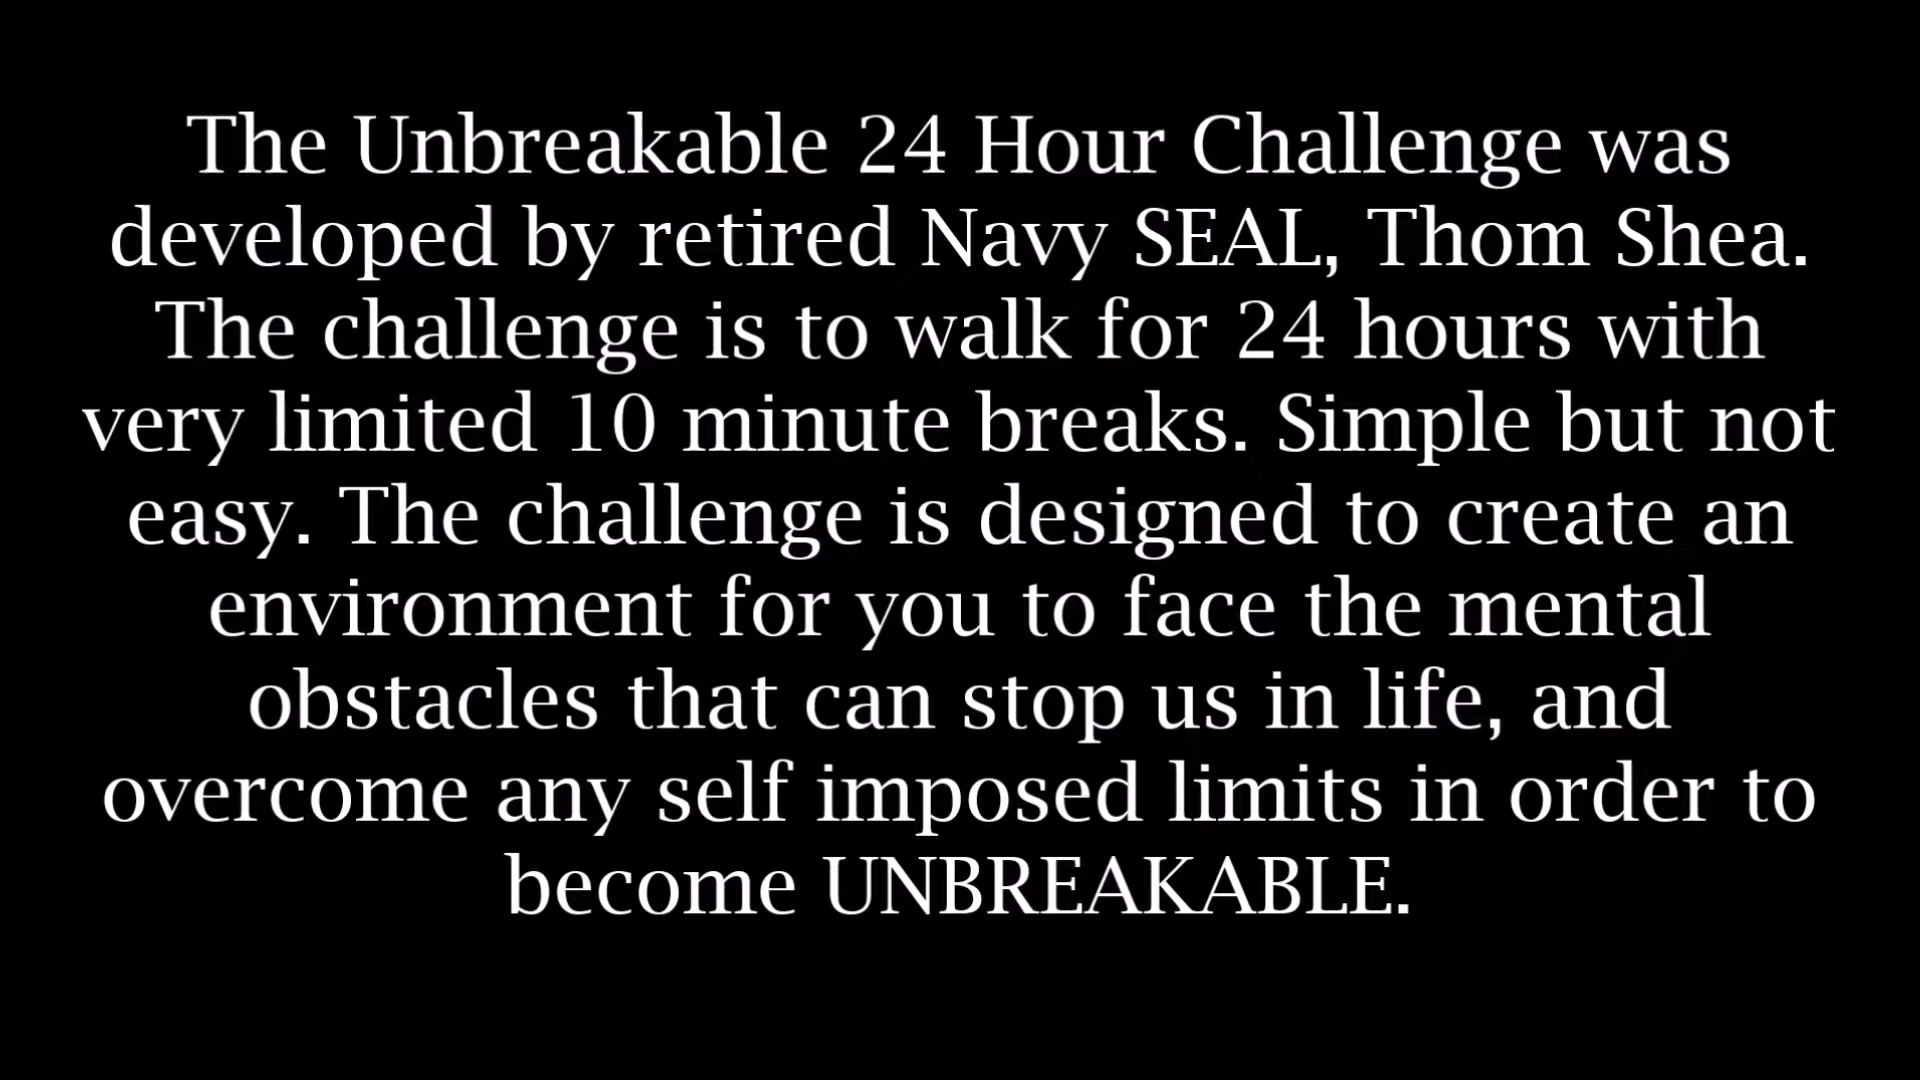 The Unbreakable 24 Hour Challenge was
developed by retired Navy SEAL, Thom Shea.
The challenge is to walk for 24 hours with
very limited 10 minute breaks. Simple but not
easy. The challenge is designed to create an
environment for you to face the mental
obstacles that can stop us in life, and
overcome any self imposed limits in order to
become UNBREAKABLE.